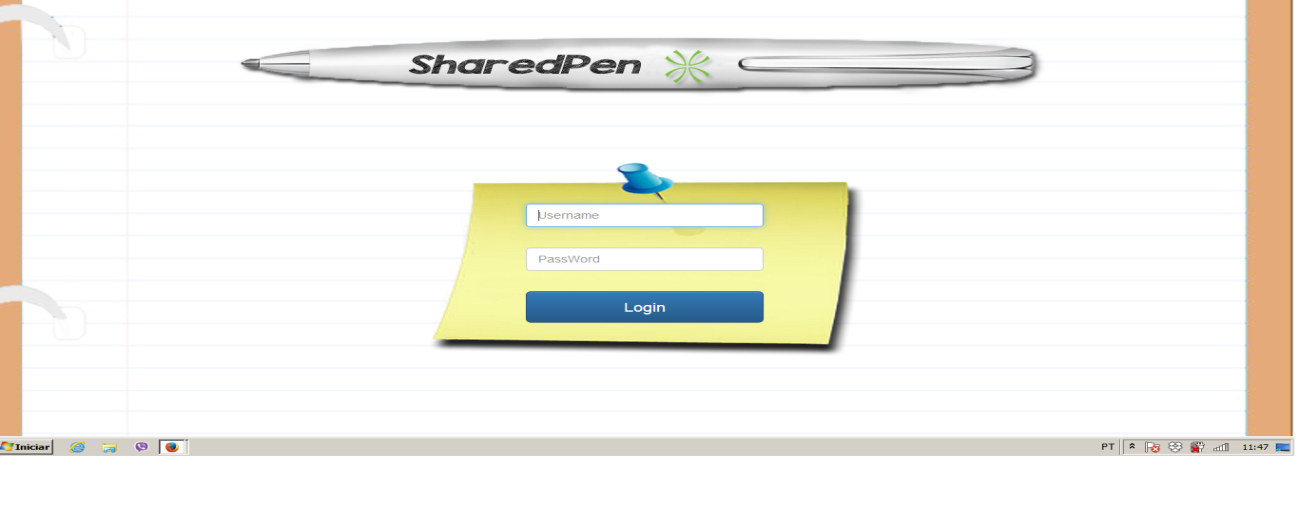 SharedPen
Username
PassWord
Login
Iniciar
PT
11:47